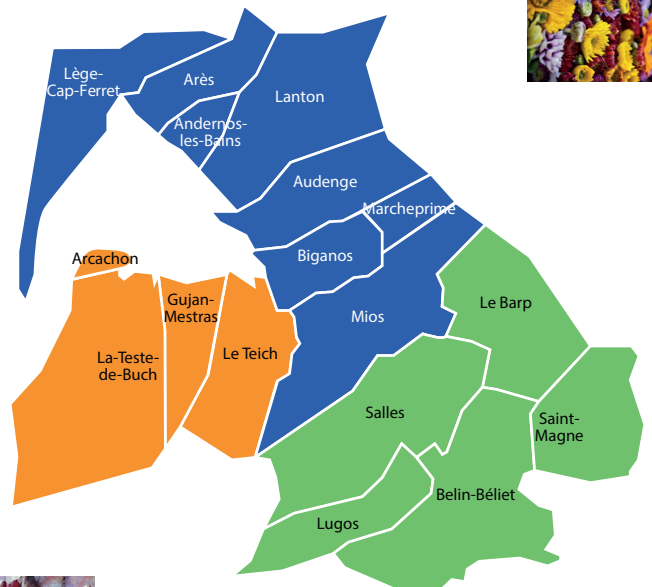 Lège-
Cap-Ferret
Arès
Lanton
Andernos-
les-Bains
Audenge
Marcheprime
Biganos
Arcachon
Gujan-
Mestras
Mios
Le Barp
La-Teste-
de-Buch
Le Teich
Salles
Saint-
Magne
Belin-Béliet
Lugos